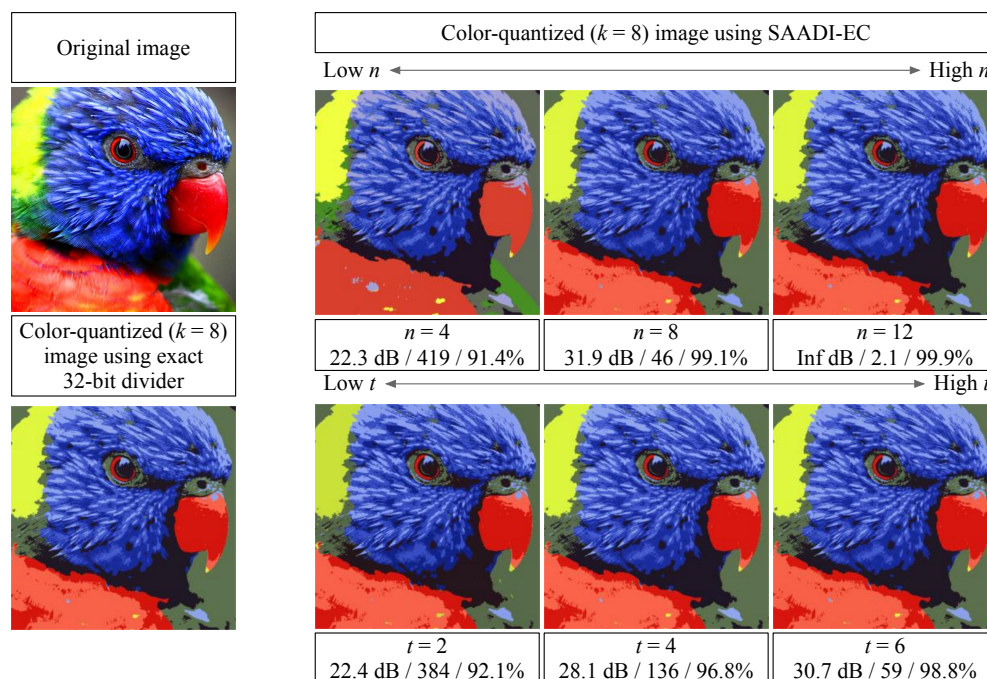 Original image
Color-quantized (k = 8) image using SAADI-EC
Low n
High n
n = 4
22.3 dB / 419 / 91.4%
n = 8
31.9 dB / 46 / 99.1%
n = 12
Inf dB / 2.1 / 99.9%
Color-quantized (k = 8)
image using exact
32-bit divider
Low t
High t
t = 2
22.4 dB / 384 / 92.1%
t = 4
28.1 dB / 136 / 96.8%
t = 6
30.7 dB / 59 / 98.8%